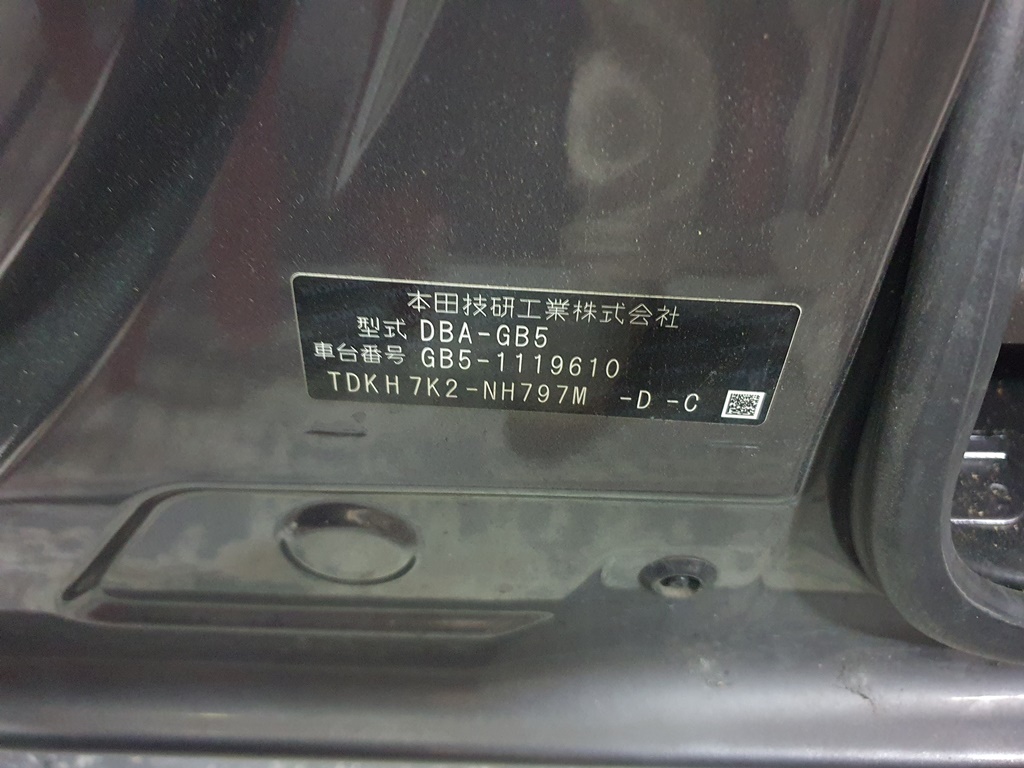 本田技研工業株式会社
型式 DBA-GB5
車台番号 GB5-1119610
TDKH7K2-NH797M -D -C